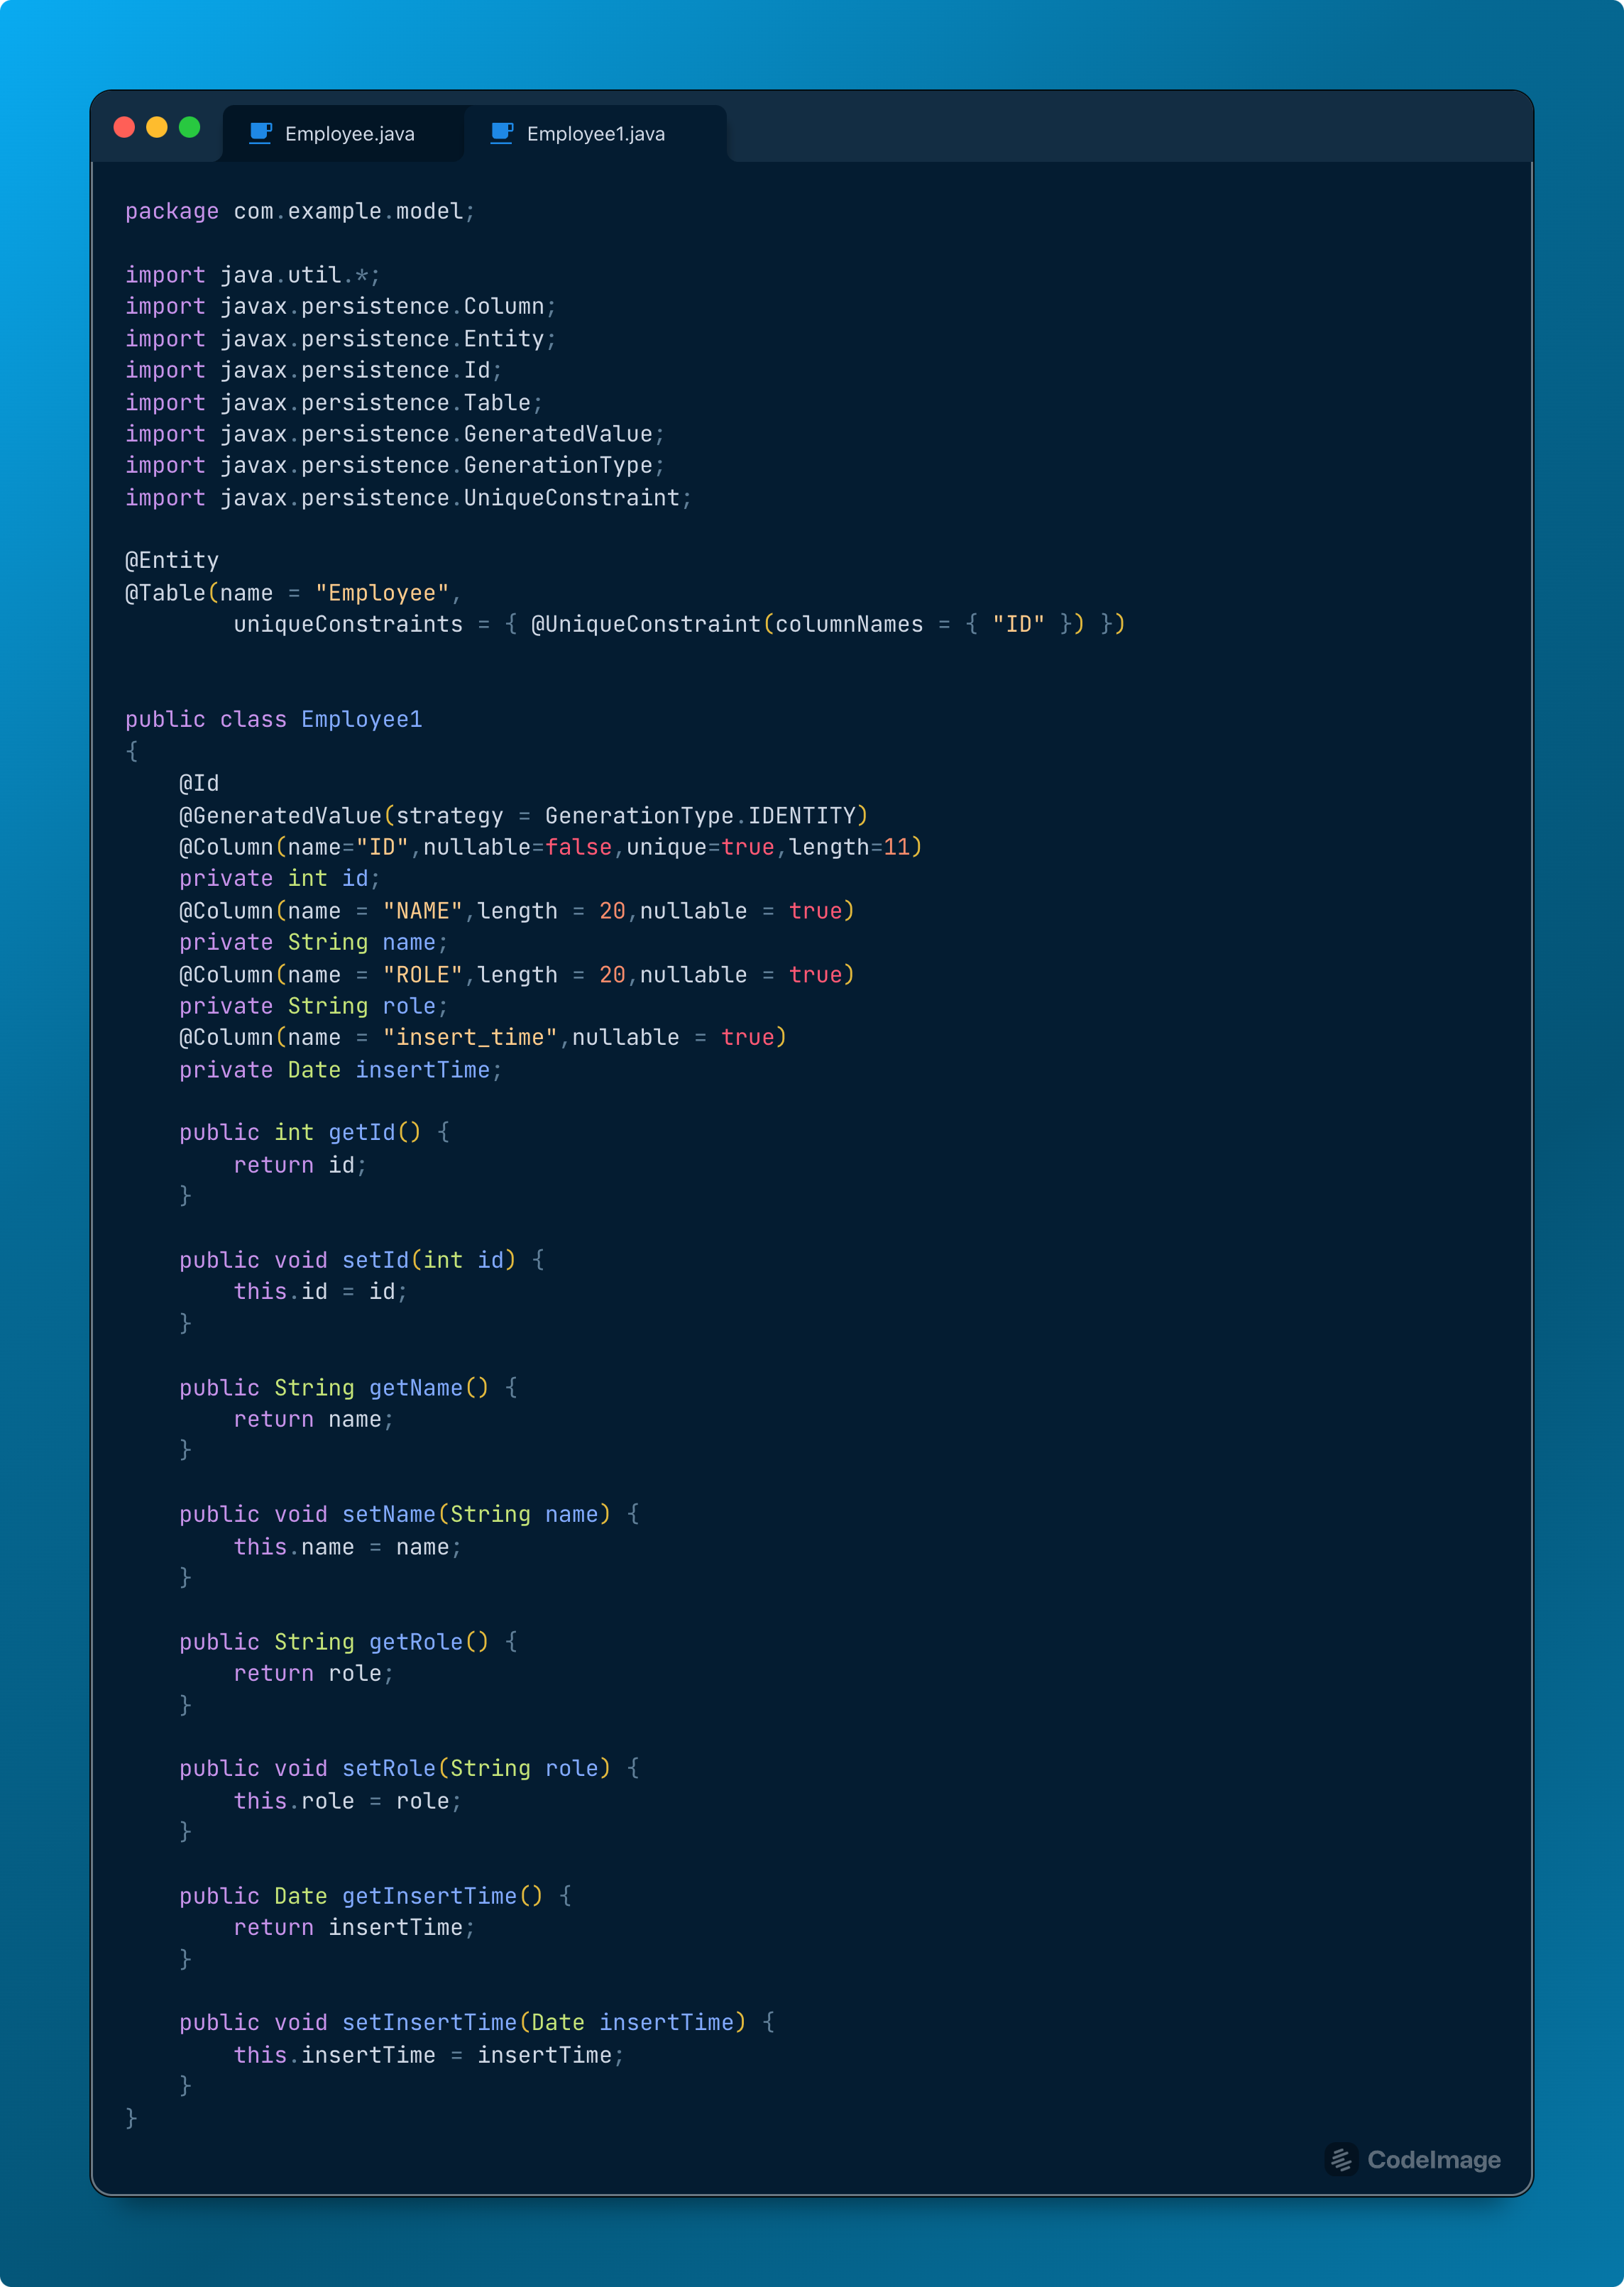 Employee.java
Employee1.java
package com.example.model;
import java.util.*;
import javax.persistence.Column;
import javax.persistence.Entity;
import javax.persistence.Id;
import javax.persistence.Table;
import javax.persistence.GeneratedValue;
import javax.persistence.GenerationType;
import javax.persistence.UniqueConstraint;
@Entity
@Table(name = "Employee",
        uniqueConstraints = { @UniqueConstraint(columnNames = { "ID" }) })
public class Employee1
{
    @Id
    @GeneratedValue(strategy = GenerationType.IDENTITY)
    @Column(name="ID",nullable=false,unique=true,length=11)
    private int id;
    @Column(name = "NAME",length = 20,nullable = true)
    private String name;
    @Column(name = "ROLE",length = 20,nullable = true)
    private String role;
    @Column(name = "insert_time",nullable = true)
    private Date insertTime;
    public int getId() {
        return id;
    }
    public void setId(int id) {
        this.id = id;
    }
    public String getName() {
        return name;
    }
    public void setName(String name) {
        this.name = name;
    }
    public String getRole() {
        return role;
    }
    public void setRole(String role) {
        this.role = role;
    }
    public Date getInsertTime() {
        return insertTime;
    }
    public void setInsertTime(Date insertTime) {
        this.insertTime = insertTime;
    }
}
CodeImage